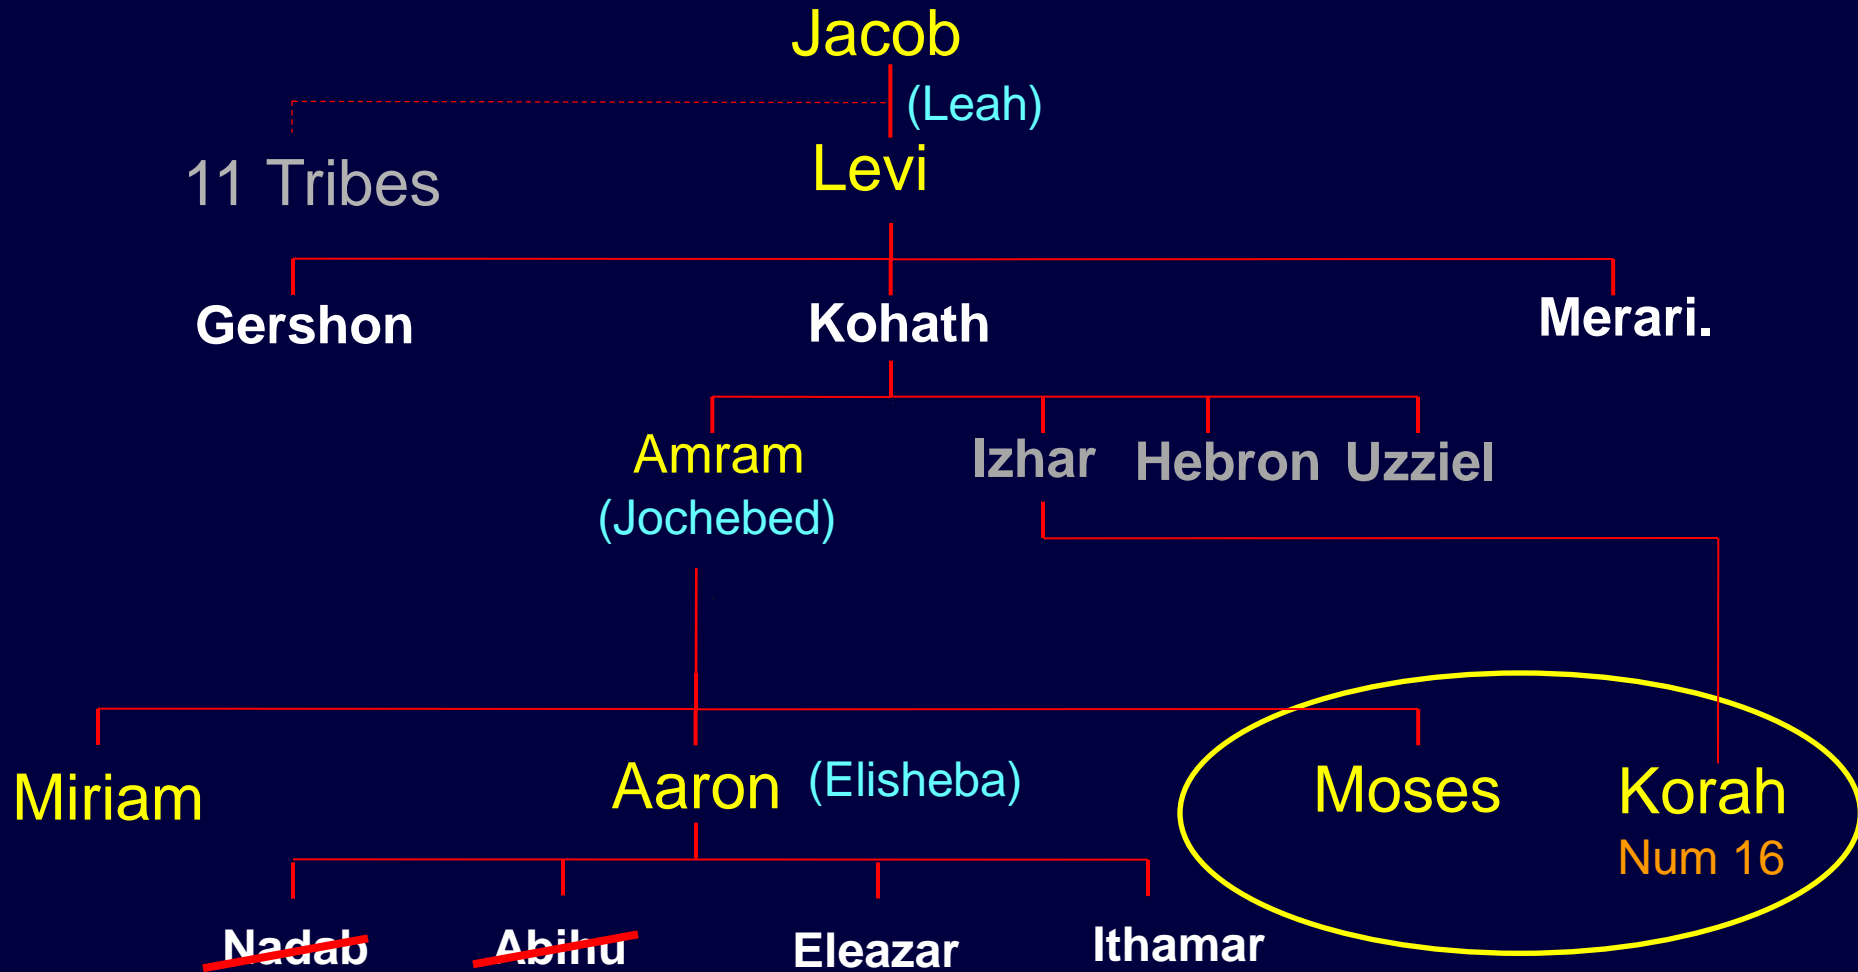 Jacob
(Leah)
11 Tribes
Levi
Gershon
Kohath
Merari.
Amram
Izhar
Hebron
Uzziel
(Jochebed)
Miriam
Aaron
(Elisheba)
Moses
Korah
Num 16
Nadab
Abihu
Eleazar
Ithamar